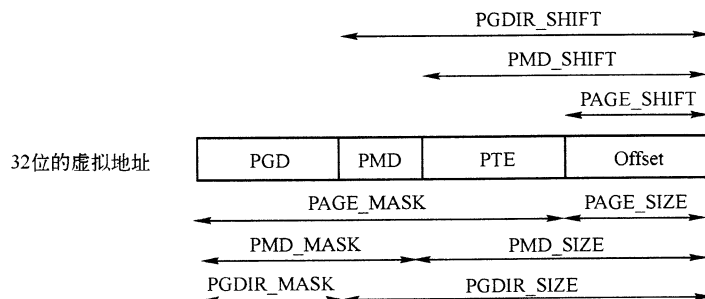 PGDIR_SHIFT
PMD_SHIFT
PAGE_SHIFT
32位的虚拟地址 PGD PMD PTE Offset
PAGE_MASK PAGE_SIZE
PMD_MASK PMD_SIZE
PGDIR_MASK PGDIR_SIZE